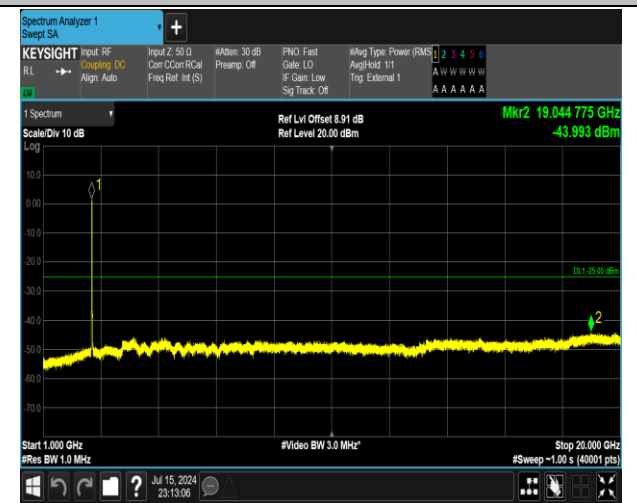 Spectrum Analyzer 1
Swept SA
KEYSIGHT
RL
Input: RF
Coupling: DC
Align: Auto
Input Z: 50 Ω
Corr CCorr RCal
Freq Ref: Int (S)
#Atten: 30 dB
Preamp: Off
PNO: Fast
Gate: LO
IF Gain: Low
Sig Track: Off
#Avg Type: Power (RMS
Avg|Hold: 1/1
Trig: External 1
1 2 3 4 5 6
A W W W W W
A A A A A A
1 Spectrum
Scale/Div 10 dB
Log
Ref Lvl Offset 8.91 dB
Ref Level 20.00 dBm
Mkr2 19.044 775 GHz
-43.993 dBm
10.0
0.00
-10.0
-20.0
-30.0
-40.0
-50.0
-60.0
-70.0
1
DL1 -25.00 dBm
2
Start 1.000 GHz
#Res BW 1.0 MHz
#Video BW 3.0 MHz*
Stop 20.000 GHz
#Sweep ~1.00 s (40001 pts)
?
Jul 15, 2024
23:13:06